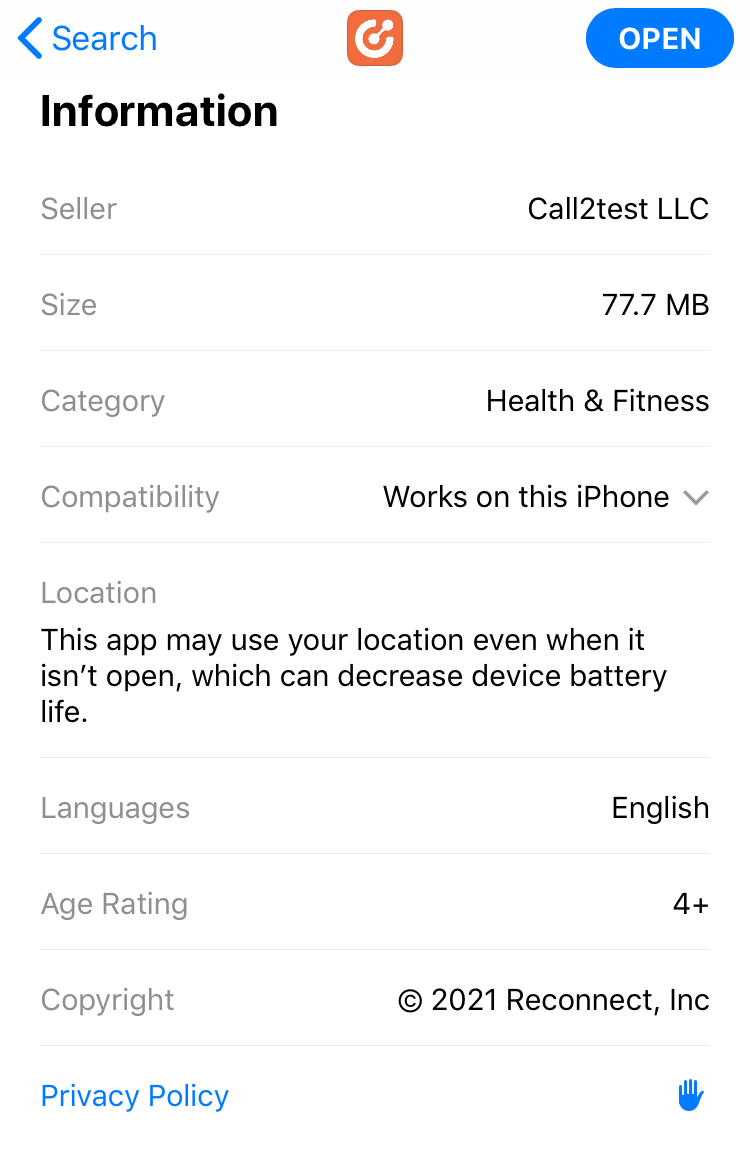 Search
OPEN
Information
Seller Call2test LLC
Size 77.7 MB
Category Health & Fitness
Compatibility Works on this iPhone
Location
This app may use your location even when it
isn’t open, which can decrease device battery
life.
Languages English
Age Rating 4+
Copyright © 2021 Reconnect, Inc
Privacy Policy